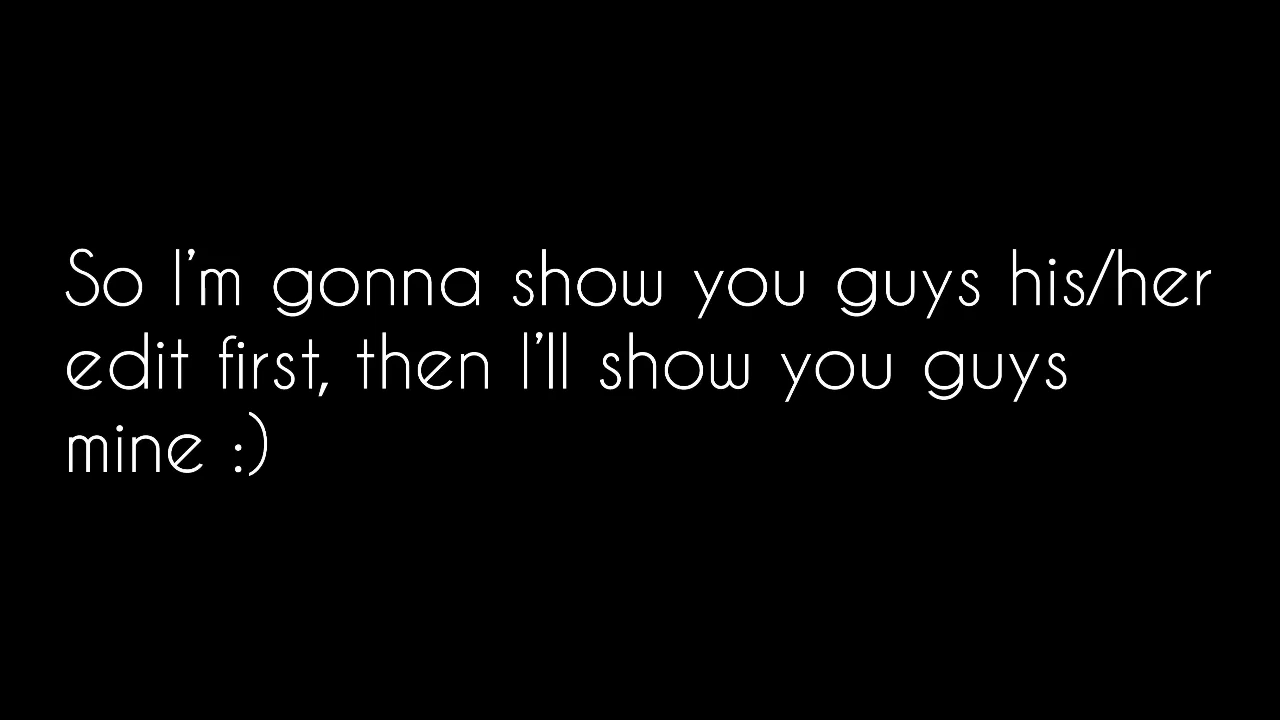 So I'm gonna show you guys his/her
edit first, then I'll show you guys
mine :)